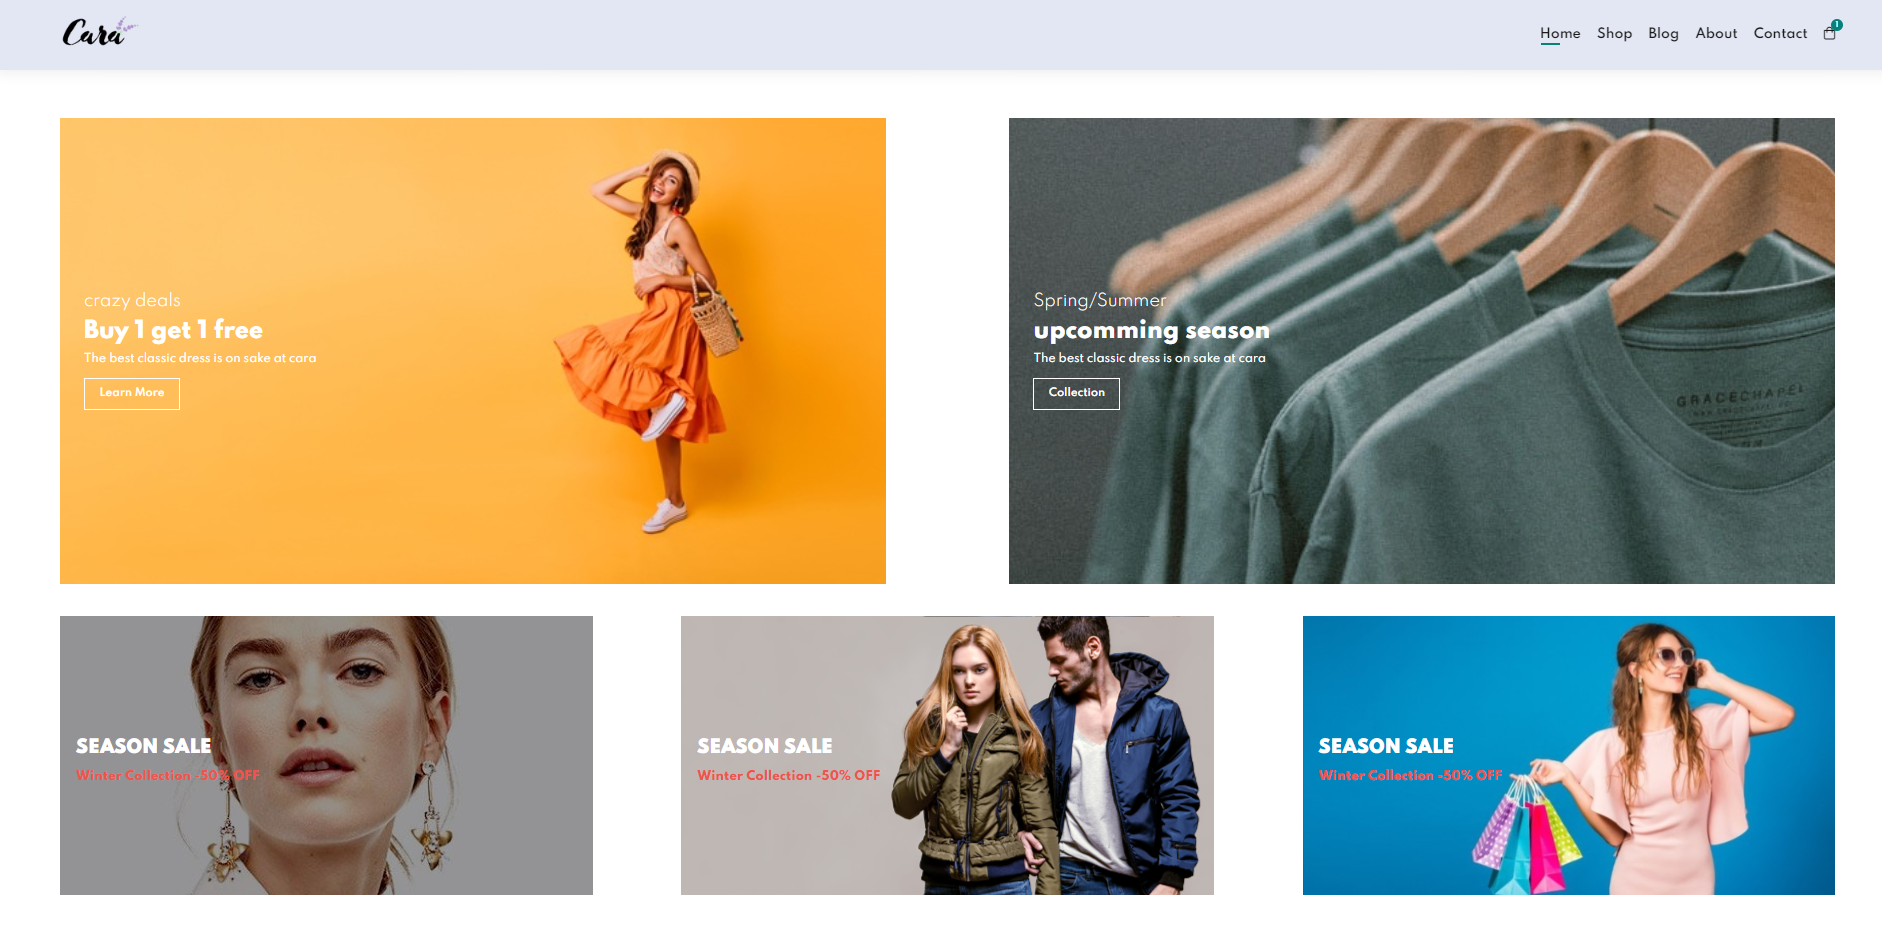 Cara
Home Shop Blog About Contact 1
crazy deals
Buy 1 get 1 free
The best classic dress is on sake at cara
Learn More
Spring/Summer
upcomming season
The best classic dress is on sake at cara
Collection
GRACECHAPEL
SEASON SALE
Winter Collection -50% OFF
SEASON SALE
Winter Collection -50% OFF
SEASON SALE
Winter Collection -50% OFF